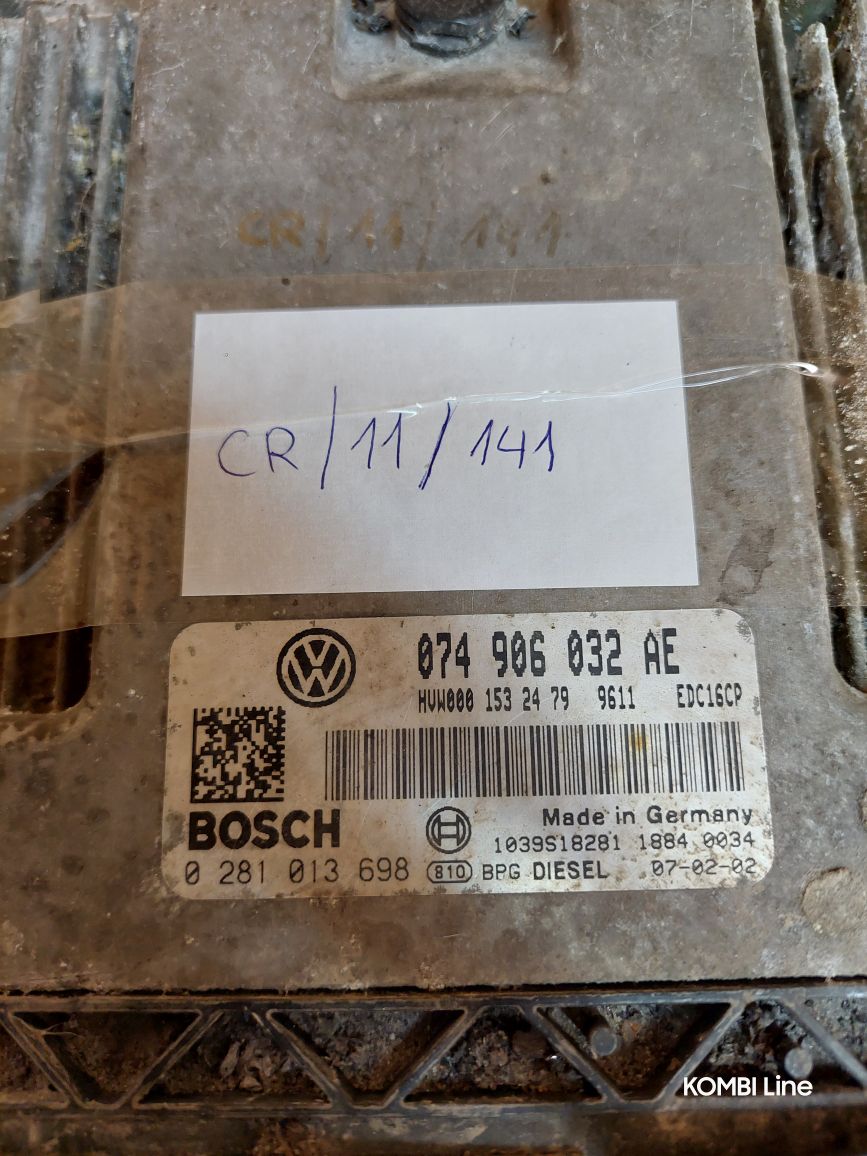 CR/11/141
CR/11/141
074 906 032 AE
HVW000 153 24 79 9611 EDC16CP
BOSCH
Made in Germany
1039S18281 1884 0034
0 281 013 698 810 BPG DIESEL 07-02-02
KOMBI Line